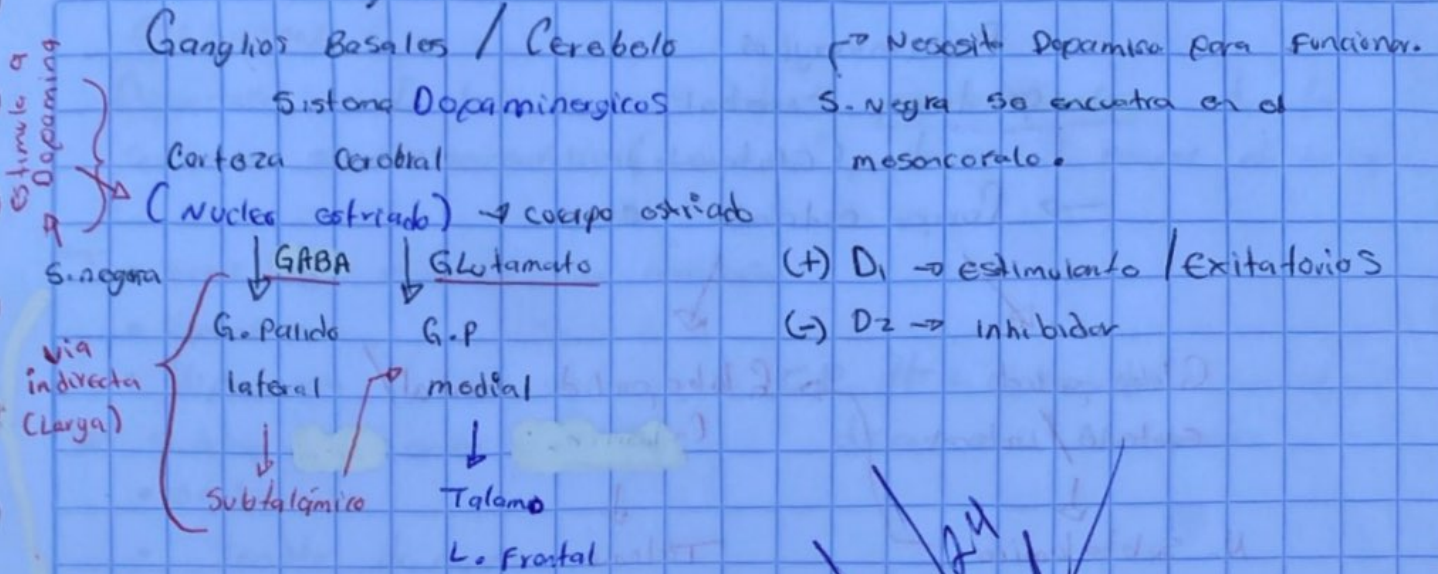 Ganglios Basales / Cerebelo
Sistema Dopaminergicos
Corteza Cerebral
(Nucleo estriado) → cuerpo estriado
estimula a
Dopamina
S. negra
GABA
Glutamato
G. Palido
lateral
G.P
medial
via
indirecta
(Larga)
Subtalámico
Talamo
L. Frontal
Nesesit Dopamina para Funcionar.
S. Negra se encuetra en el
mesencefalo.
(+) D1 → estimulante / Exitatorios
(-) D2 → inhibidor